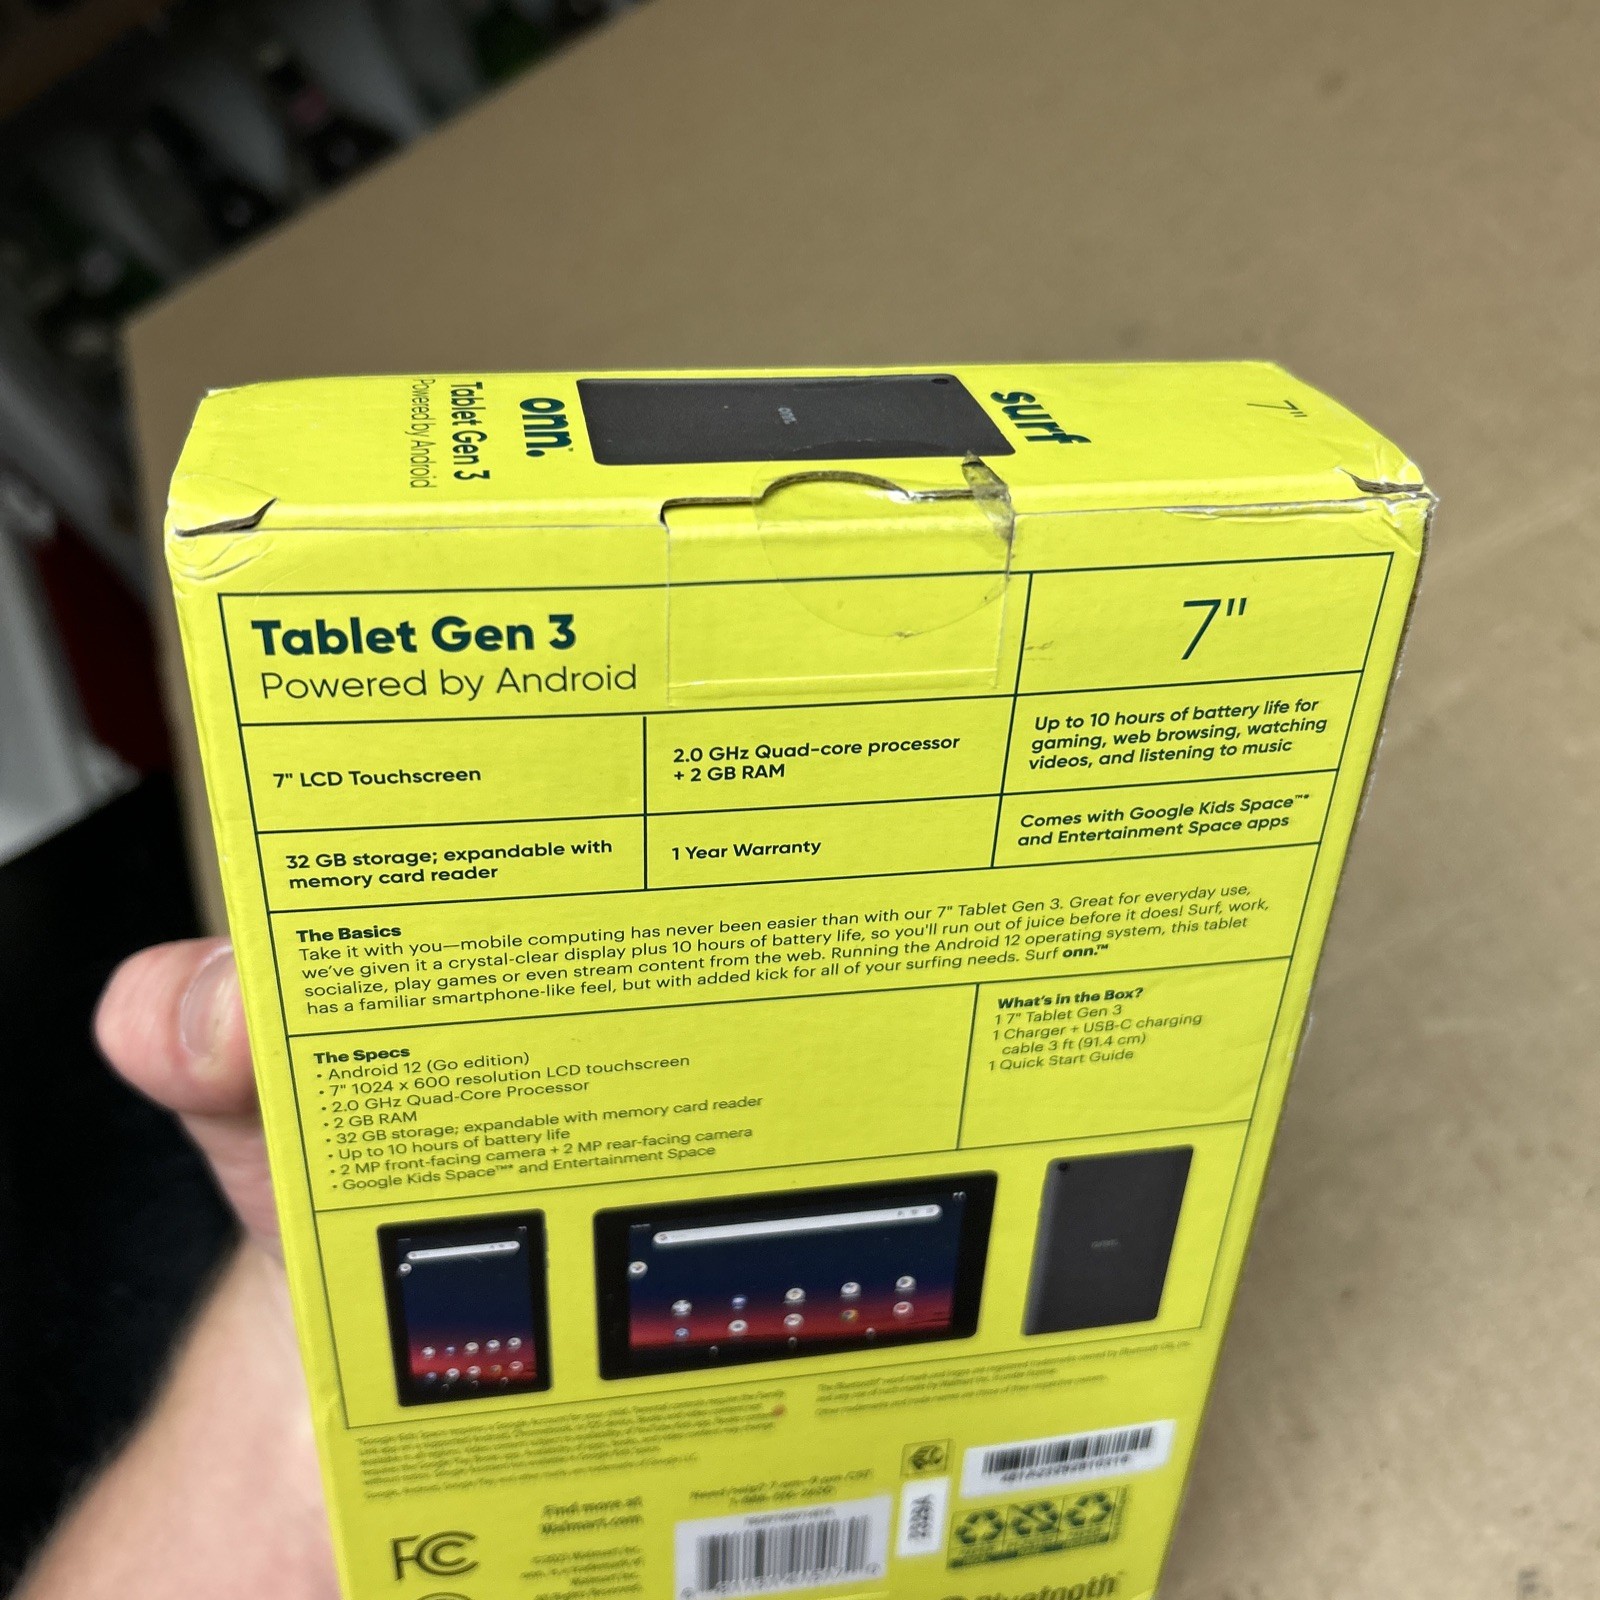 Tablet Gen 3
Powered by Android
onn.
onn.
surf
7"
Tablet Gen 3
Powered by Android
7"
7" LCD Touchscreen
2.0 GHz Quad-core processor
+ 2 GB RAM
Up to 10 hours of battery life for
gaming, web browsing, watching
videos, and listening to music
32 GB storage; expandable with
memory card reader
1 Year Warranty
Comes with Google Kids Space™*
and Entertainment Space apps
The Basics
Take it with you—mobile computing has never been easier than with our 7" Tablet Gen 3. Great for everyday use,
we've given it a crystal-clear display plus 10 hours of battery life, so you'll run out of juice before it does! Surf, work,
socialize, play games or even stream content from the web. Running the Android 12 operating system, this tablet
has a familiar smartphone-like feel, but with added kick for all of your surfing needs. Surf onn.™
The Specs
• Android 12 (Go edition)
• 7" 1024 x 600 resolution LCD touchscreen
• 2.0 GHz Quad-Core Processor
• 2 GB RAM
• 32 GB storage; expandable with memory card reader
• Up to 10 hours of battery life
• 2 MP front-facing camera + 2 MP rear-facing camera
• Google Kids Space™* and Entertainment Space
What's in the Box?
1 7" Tablet Gen 3
1 Charger + USB-C charging
cable 3 ft (91.4 cm)
1 Quick Start Guide
onn.
Find more at
Walmart.com
FC
Bluetooth